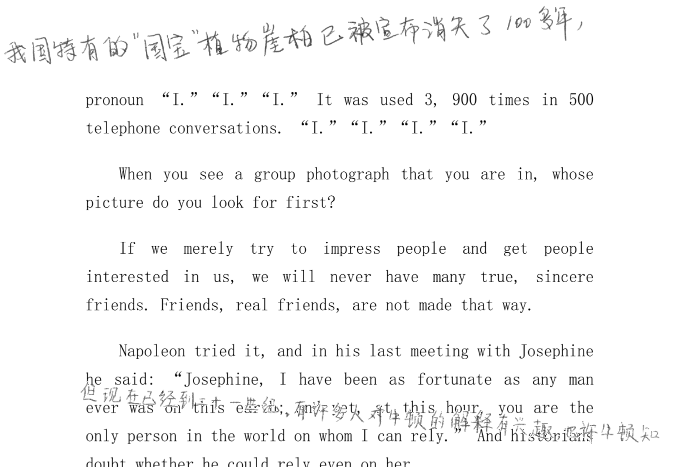 我国特有的“国宝”植物崖柏已被宣布消失了100多年，
pronoun “I.” “I.” “I.” It was used 3, 900 times in 500
telephone conversations. “I.” “I.” “I.” “I.”
When you see a group photograph that you are in, whose
picture do you look for first?
If we merely try to impress people and get people
interested in us, we will never have many true, sincere
friends. Friends, real friends, are not made that way.
Napoleon tried it, and in his last meeting with Josephine
he said: “Josephine, I have been as fortunate as any man
但现在已经到二十一世纪，有许多人对牛顿的解释有兴趣，也许牛顿知
ever was on this earth; and yet, at this hour, you are the
only person in the world on whom I can rely.” And historians
doubt whether he could rely even on her.